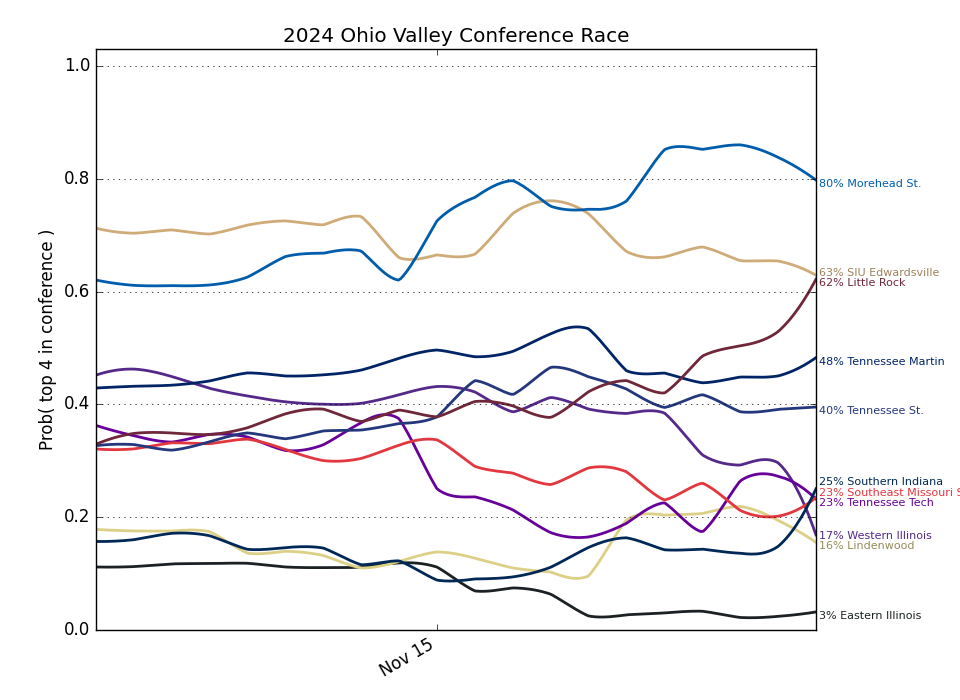 2024 Ohio Valley Conference Race
Prob( top 4 in conference )
1.0
0.8
0.6
0.4
0.2
0.0
Nov 15
80% Morehead St.
63% SIU Edwardsville
62% Little Rock
48% Tennessee Martin
40% Tennessee St.
25% Southern Indiana
23% Southeast Missouri S
23% Tennessee Tech
17% Western Illinois
16% Lindenwood
3% Eastern Illinois